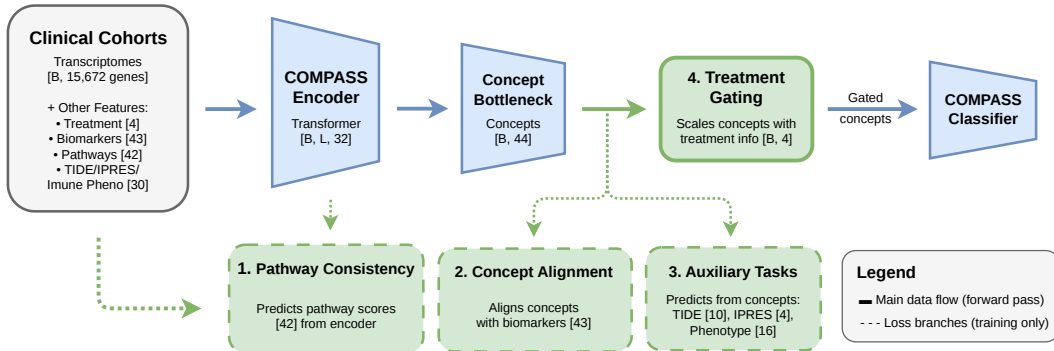 Clinical Cohorts
Transcriptomes
[B, 15,672 genes]
+ Other Features:
• Treatment [4]
• Biomarkers [43]
• Pathways [42]
• TIDE/IPRES/
Imune Pheno [30]
COMPASS
Encoder
Transformer
[B, L, 32]
Concept
Bottleneck
Concepts
[B, 44]
4. Treatment
Gating
Scales concepts with
treatment info [B, 4]
Gated
concepts
COMPASS
Classifier
1. Pathway Consistency
Predicts pathway scores
[42] from encoder
2. Concept Alignment
Aligns concepts
with biomarkers [43]
3. Auxiliary Tasks
Predicts from concepts:
TIDE [10], IPRES [4],
Phenotype [16]
Legend
Main data flow (forward pass)
- - - Loss branches (training only)